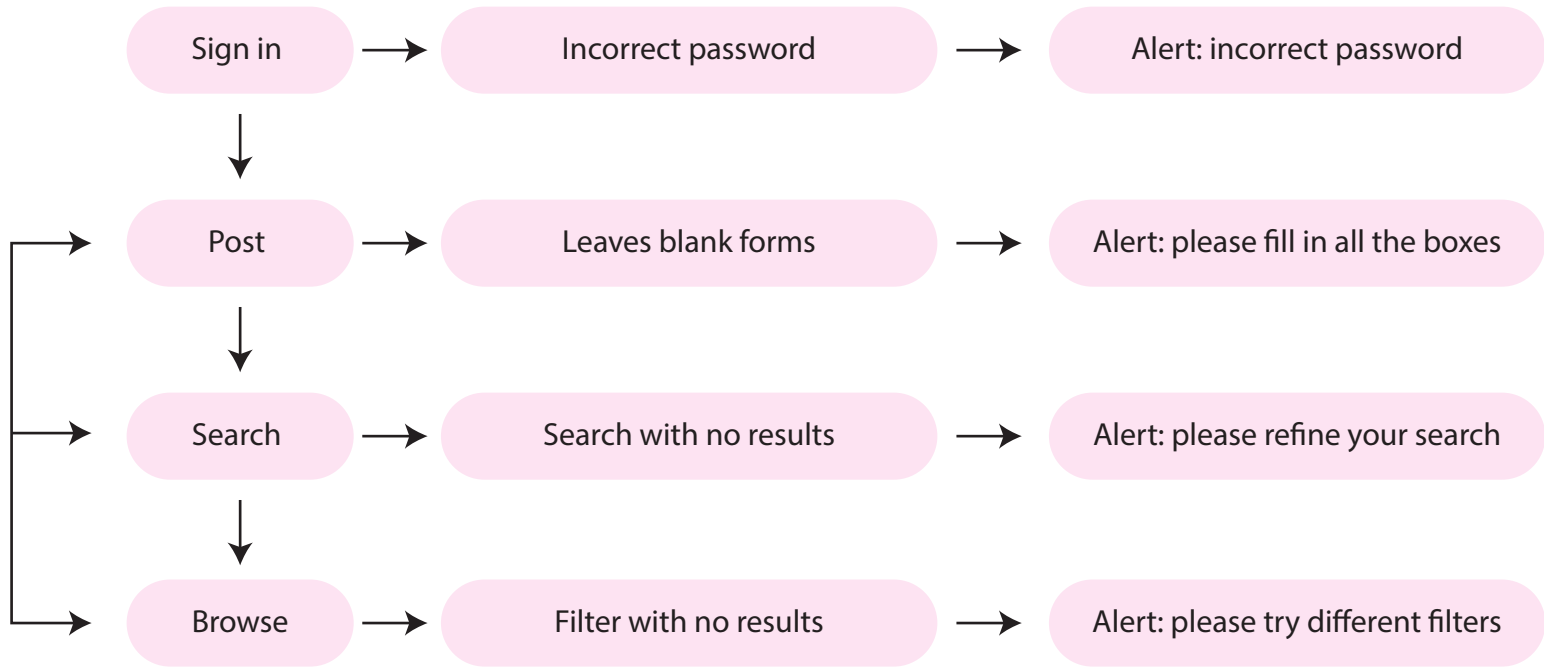 Sign in
Incorrect password
Alert: incorrect password
Post
Leaves blank forms
Alert: please fill in all the boxes
Search
Search with no results
Alert: please refine your search
Browse
Filter with no results
Alert: please try different filters